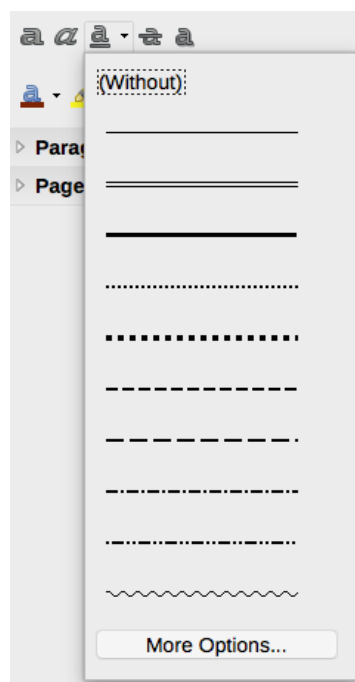 a a a a a
(Without)
a
Parag
Page
More Options...